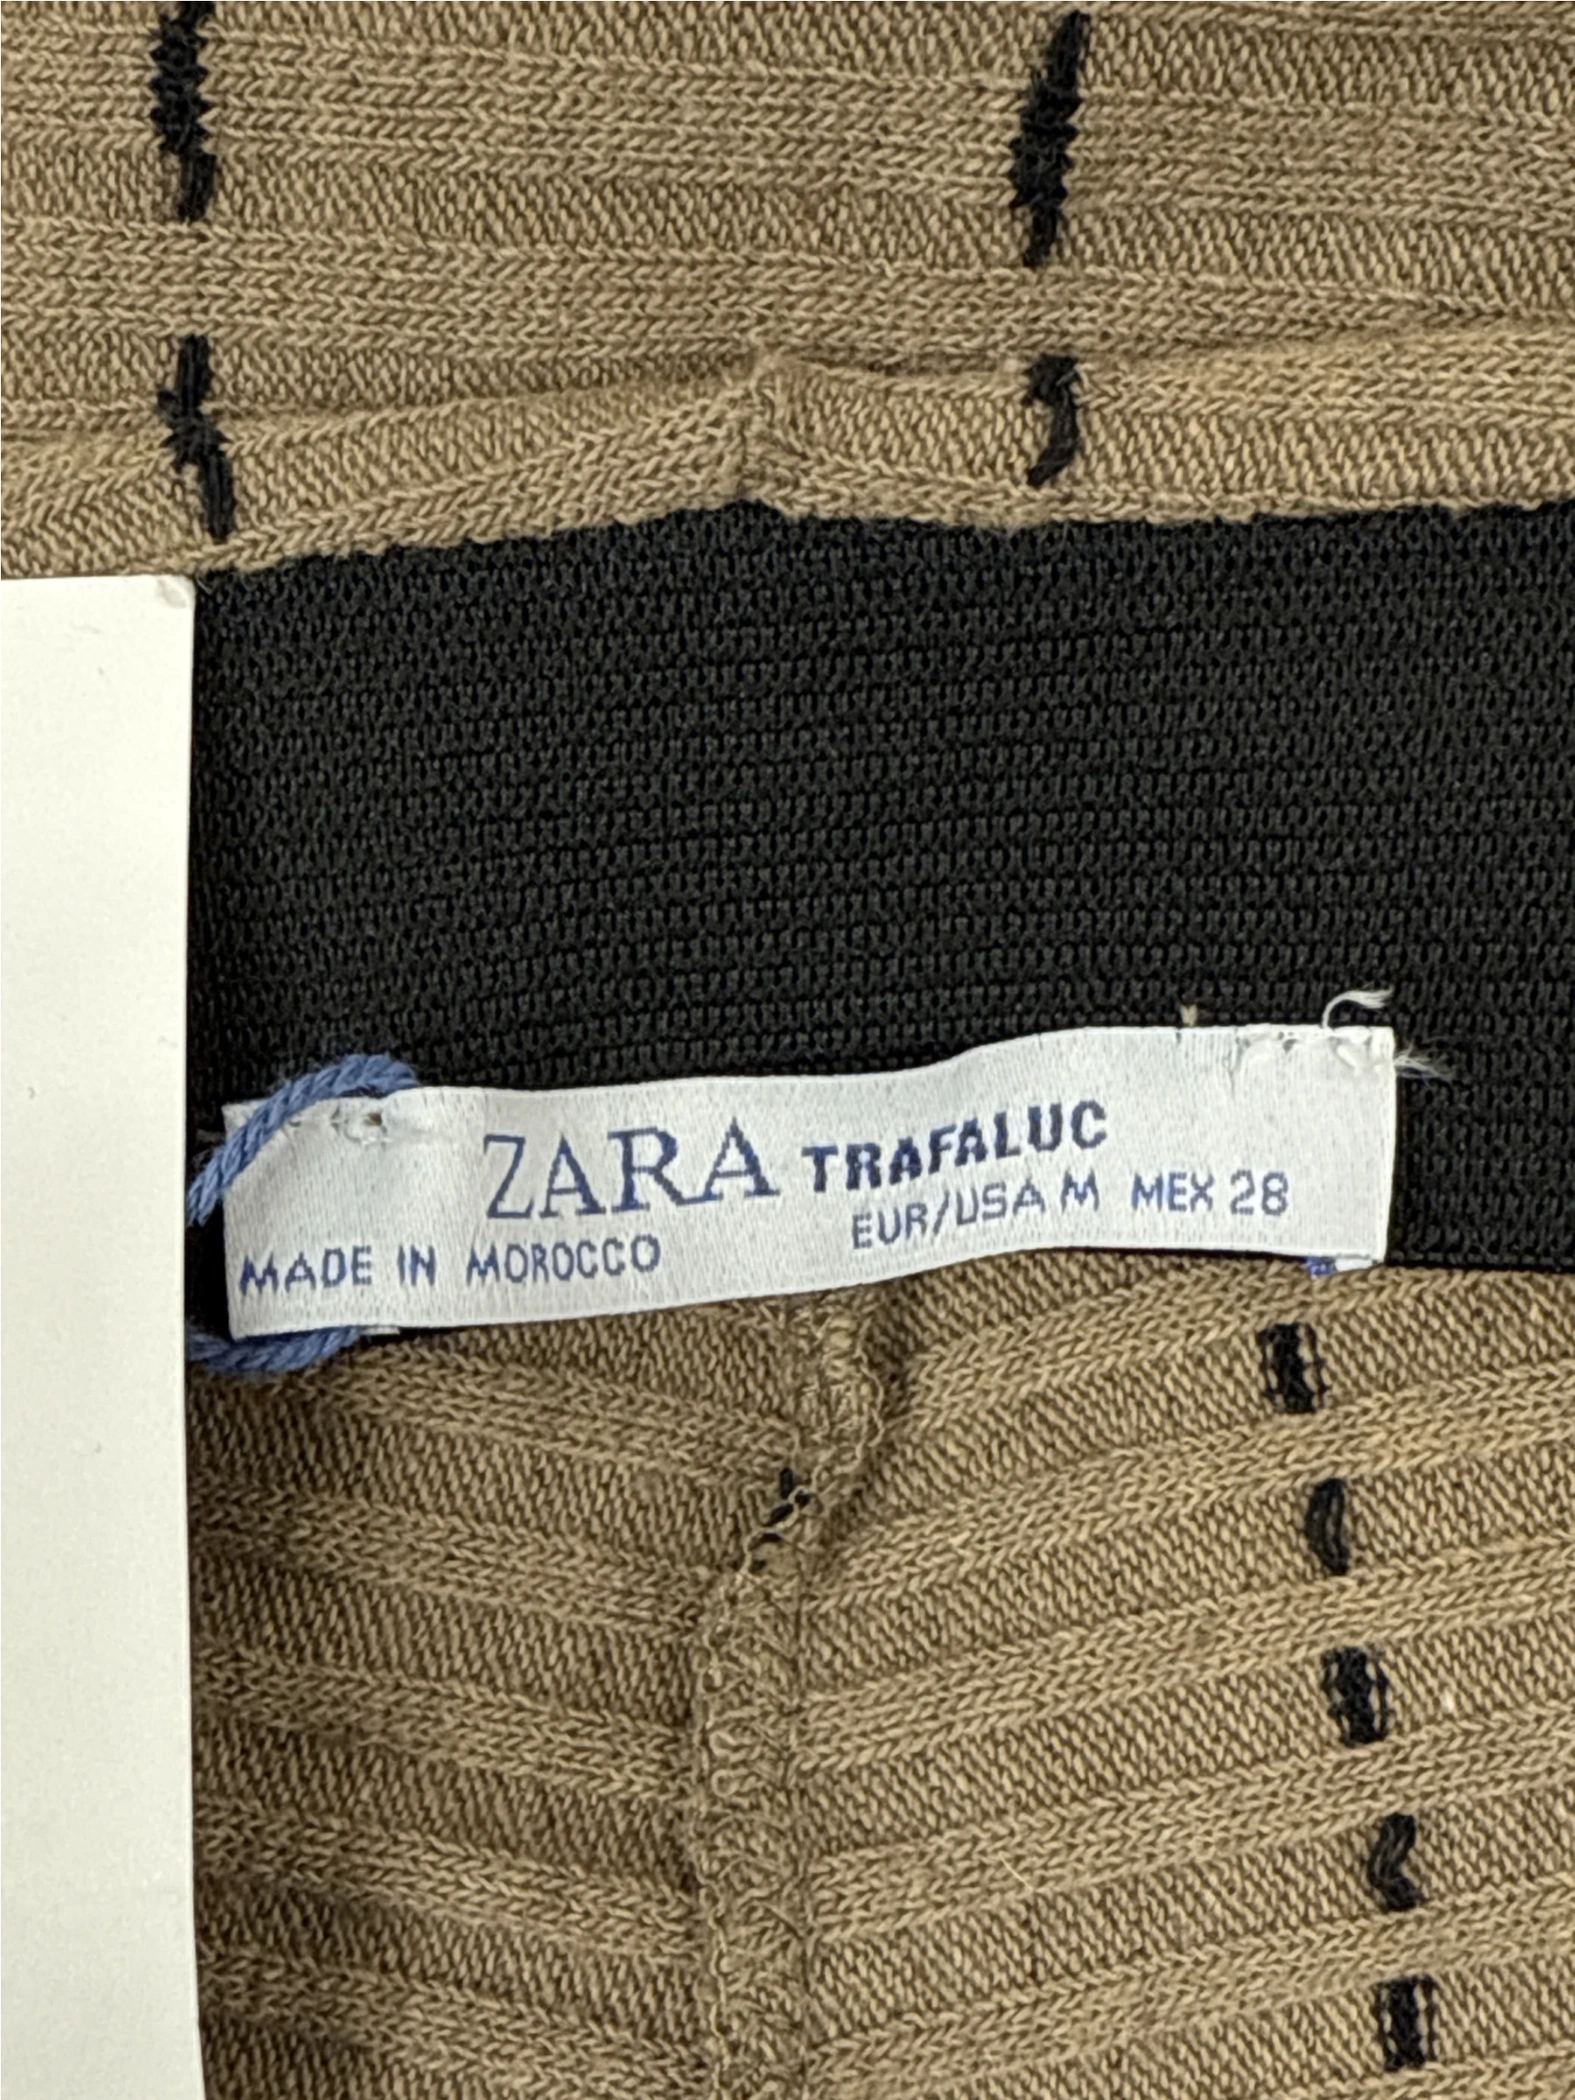 ZARA TRAFALUC
EUR/USA M MEX 28
MADE IN MOROCCO